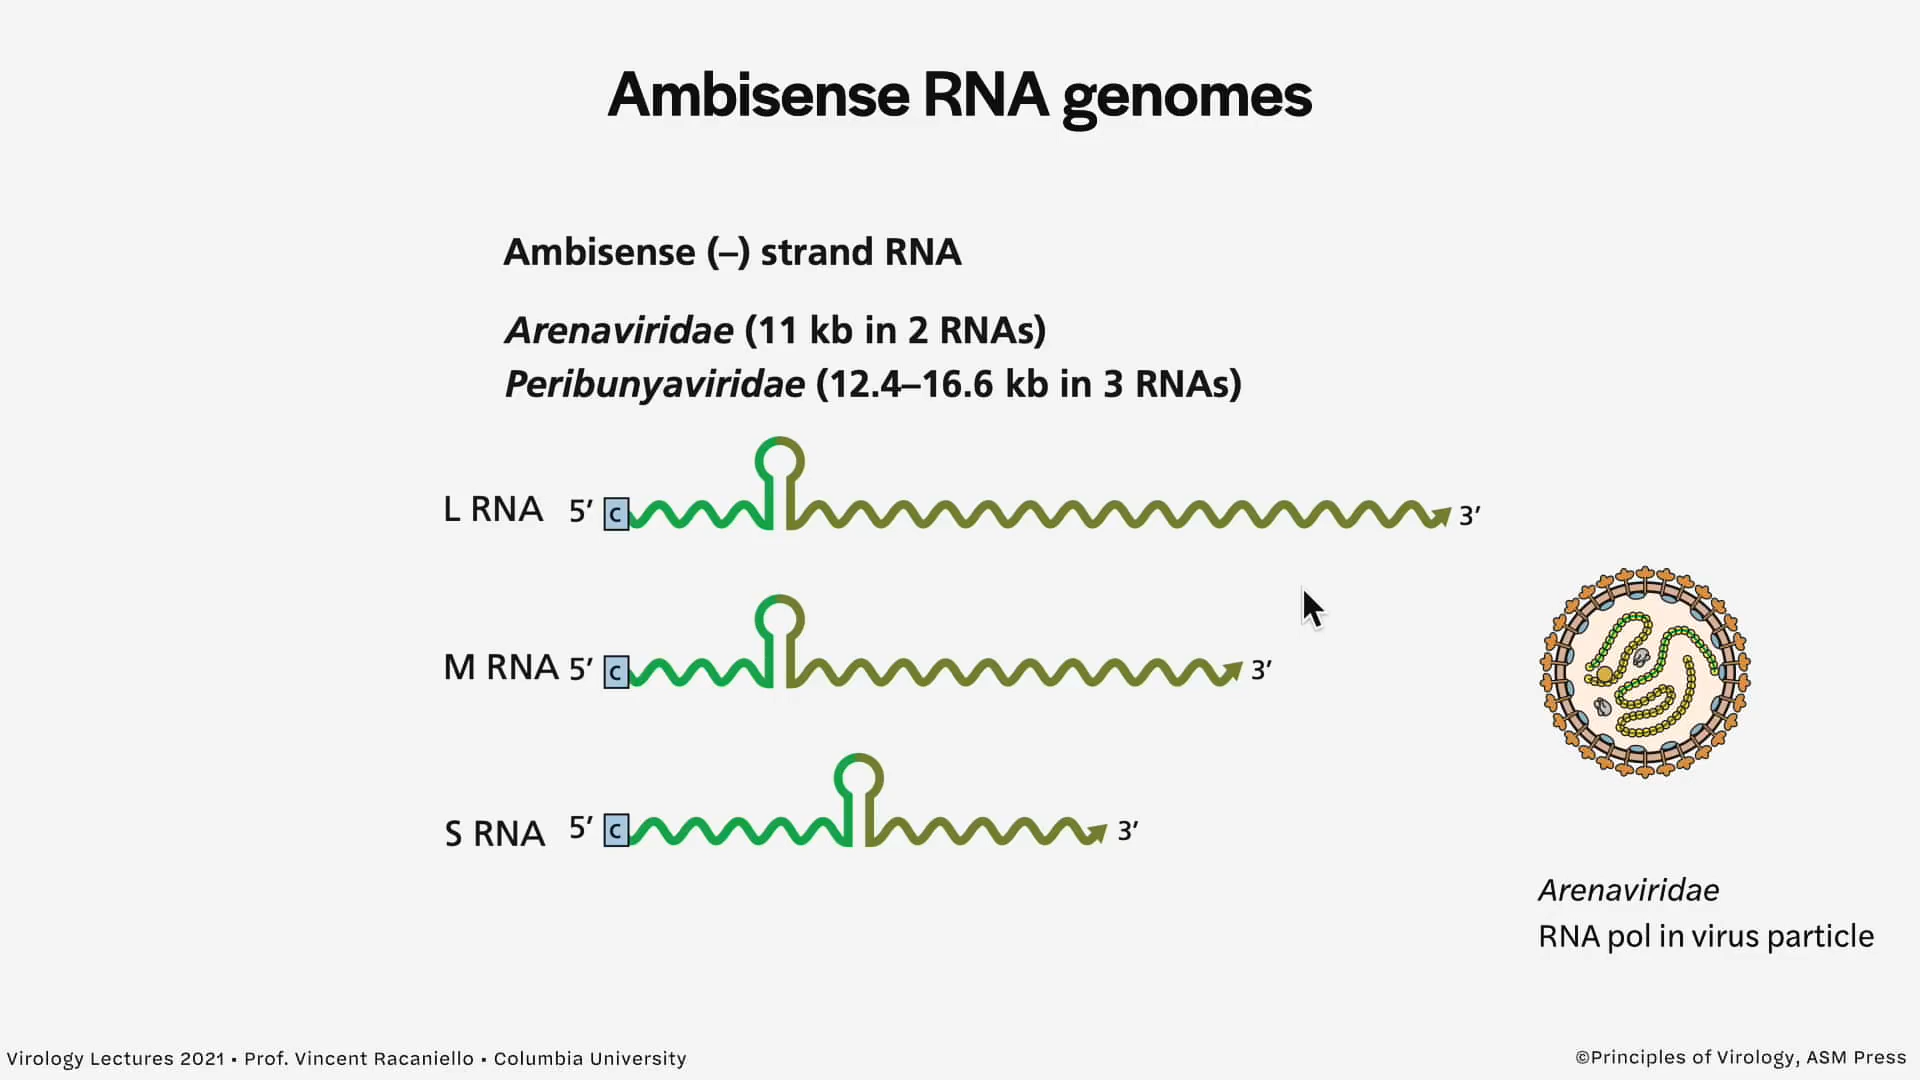 Ambisense RNA genomes
Ambisense (–) strand RNA
Arenaviridae (11 kb in 2 RNAs)
Peribunyaviridae (12.4–16.6 kb in 3 RNAs)
L RNA 5’ c 3’
M RNA 5’ c 3’
S RNA 5’ c 3’
Arenaviridae
RNA pol in virus particle
Virology Lectures 2021 • Prof. Vincent Racaniello • Columbia University
©Principles of Virology, ASM Press